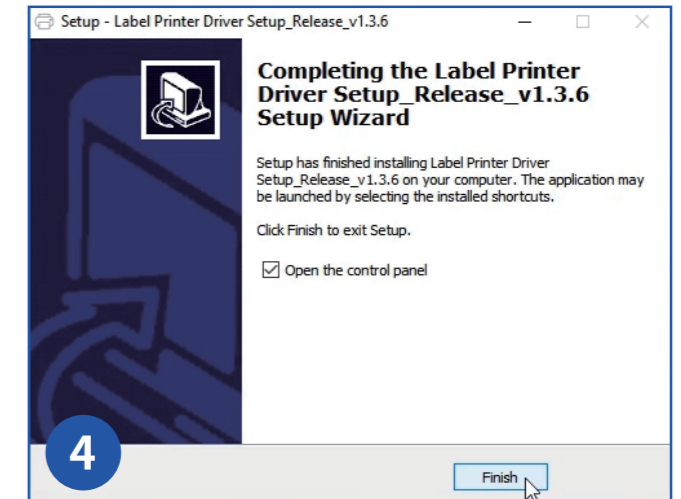 Setup - Label Printer Driver Setup_Release_v1.3.6
Completing the Label Printer
Driver Setup_Release_v1.3.6
Setup Wizard
Setup has finished installing Label Printer Driver
Setup_Release_v1.3.6 on your computer. The application may
be launched by selecting the installed shortcuts.
Click Finish to exit Setup.
Open the control panel
4
Finish